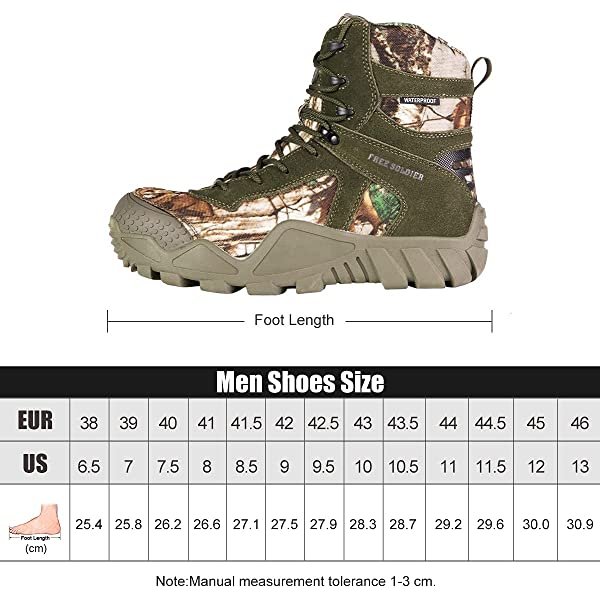 WATERPROOF
FREE SOLDIER
Foot Length
Men Shoes Size
EUR 38 39 40 41 41.5 42 42.5 43 43.5 44 44.5 45 46
US 6.5 7 7.5 8 8.5 9 9.5 10 10.5 11 11.5 12 13
Foot Length
(cm) 25.4 25.8 26.2 26.6 27.1 27.5 27.9 28.3 28.7 29.2 29.6 30.0 30.9
Note:Manual measurement tolerance 1-3 cm.